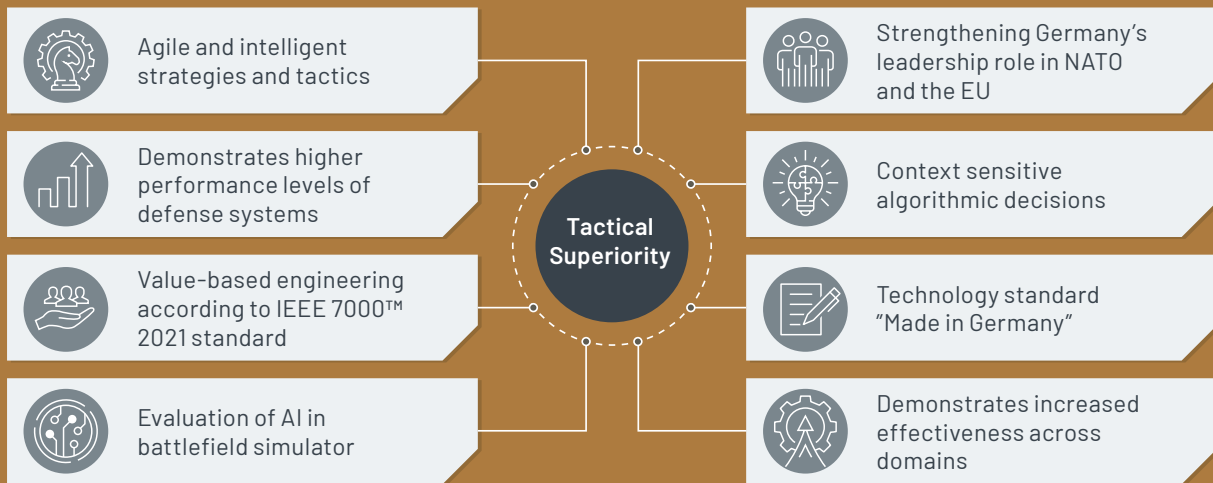 Agile and intelligent
strategies and tactics
Demonstrates higher
performance levels of
defense systems
Value-based engineering
according to IEEE 7000™
2021 standard
Evaluation of AI in
battlefield simulator
Tactical
Superiority
Strengthening Germany’s
leadership role in NATO
and the EU
Context sensitive
algorithmic decisions
Technology standard
”Made in Germany”
Demonstrates increased
effectiveness across
domains